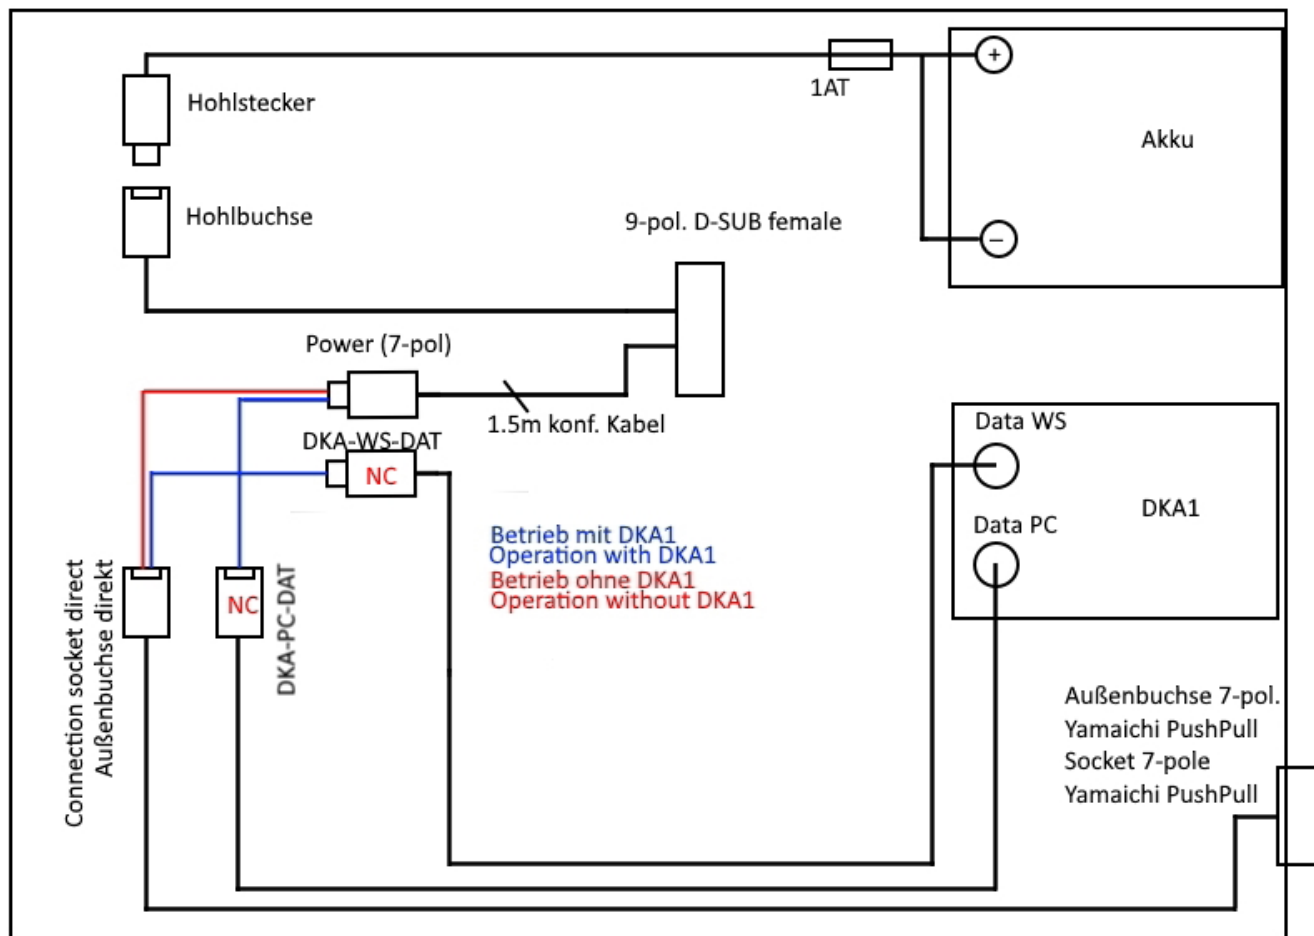 1AT
+
Akku
–
Hohlstecker
Hohlbuchse
9-pol. D-SUB female
Power (7-pol)
1.5m konf. Kabel
DKA-WS-DAT
NC
Betrieb mit DKA1
Operation with DKA1
Betrieb ohne DKA1
Operation without DKA1
Data WS
DKA1
Data PC
Connection socket direct
Außenbuchse direkt
NC
DKA-PC-DAT
Außenbuchse 7-pol.
Yamaichi PushPull
Socket 7-pole
Yamaichi PushPull